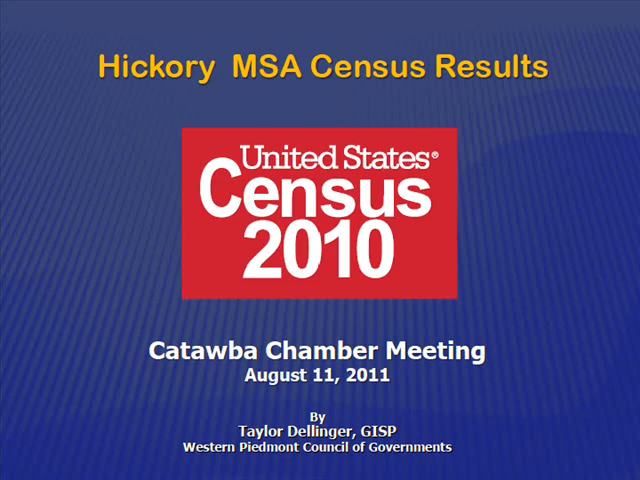 Hickory MSA Census Results
United States®
Census
2010
Catawba Chamber Meeting
August 11, 2011
By
Taylor Dellinger, GISP
Western Piedmont Council of Governments